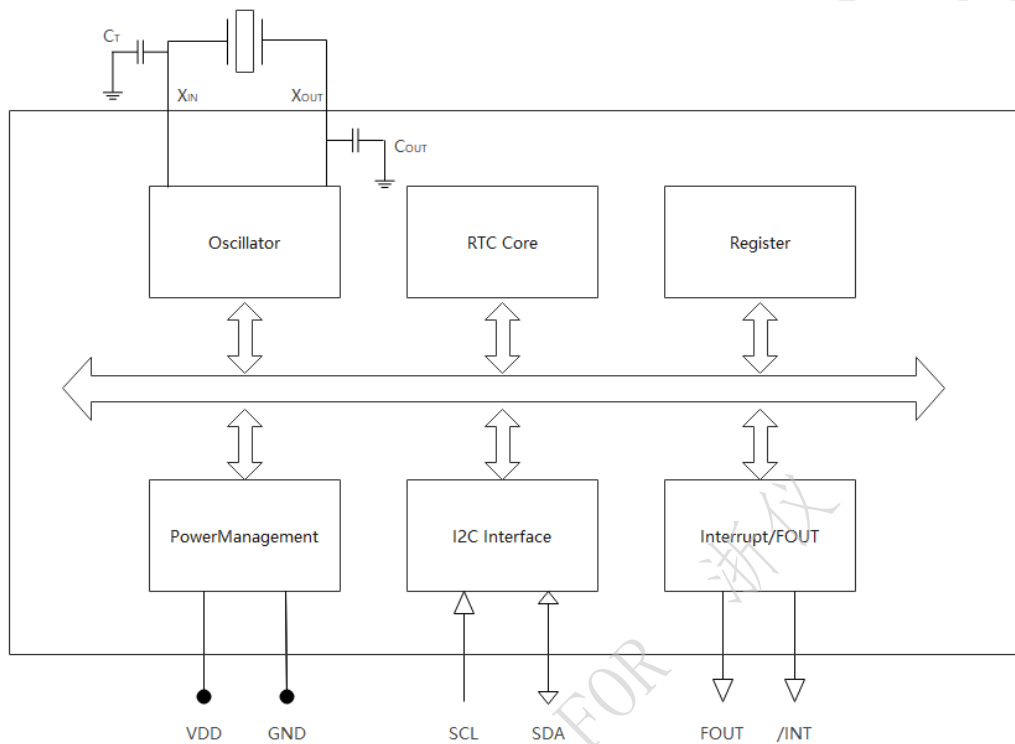 CT
XIN XOUT
COUT
Oscillator RTC Core Register
PowerManagement I2C Interface Interrupt/FOUT
VDD GND SCL SDA FOUT /INT
FOR 浙仪